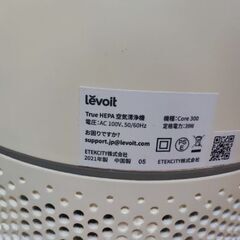 levoit
True HEPA 空気清浄機
機種：Core 300
電圧：AC 100V, 50/60Hz
定格電力：39W
お困りですか？
support.jp@levoit.com
ETEKCITY株式会社
ETEKCITY株式会社
2021年製 中国製 05